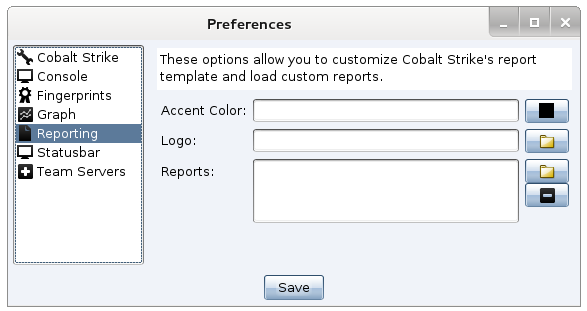 Preferences
Cobalt Strike
Console
Fingerprints
Graph
Reporting
Statusbar
Team Servers
These options allow you to customize Cobalt Strike's report
template and load custom reports.
Accent Color:
Logo:
Reports:
Save